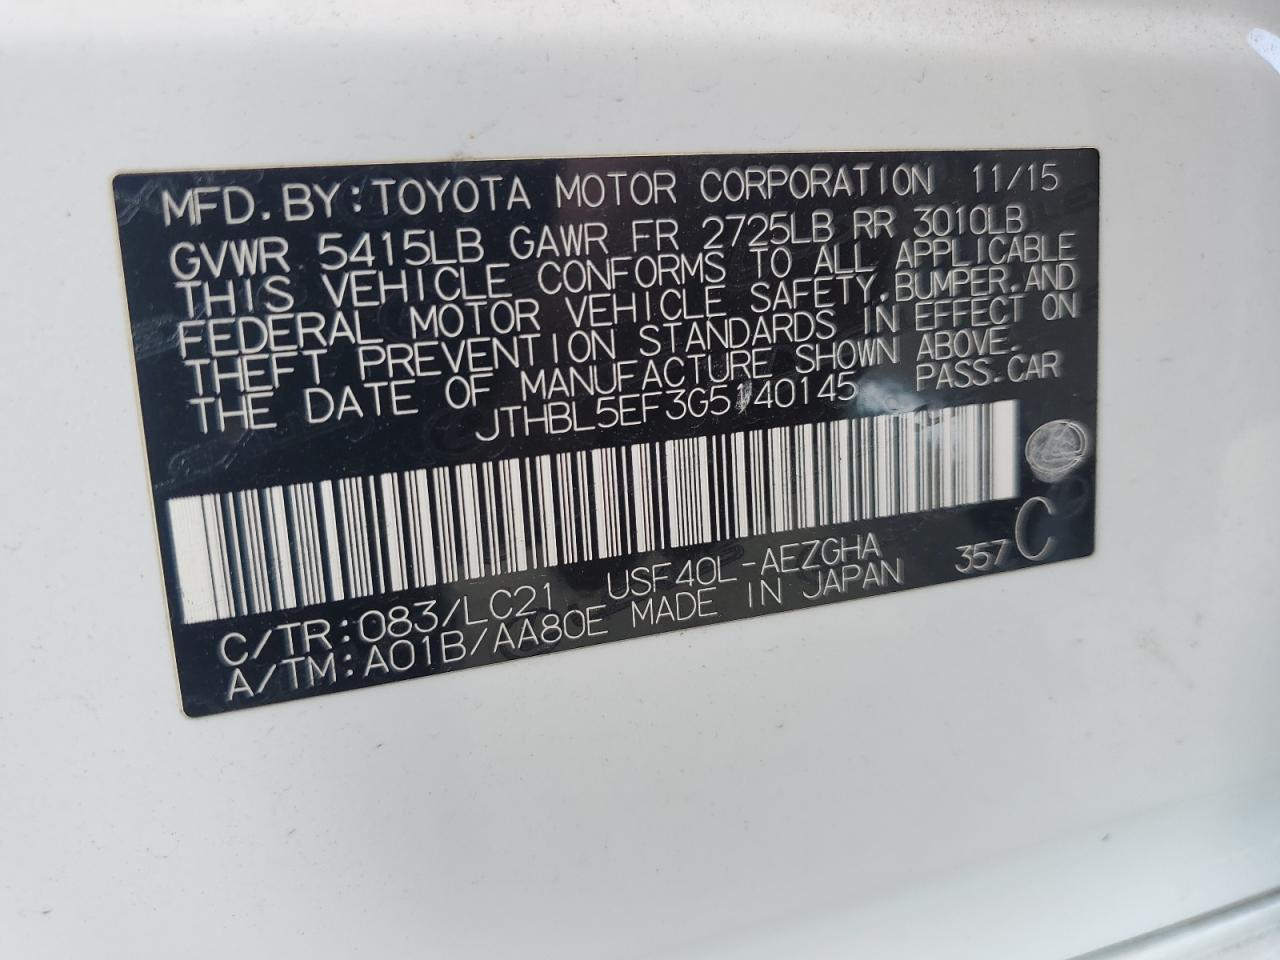 MFD. BY: TOYOTA MOTOR CORPORATION 11/15
GVWR 5415LB GAWR FR 2725LB RR 3010LB
THIS VEHICLE CONFORMS TO ALL APPLICABLE
FEDERAL MOTOR VEHICLE SAFETY, BUMPER, AND
THEFT PREVENTION STANDARDS IN EFFECT ON
THE DATE OF MANUFACTURE SHOWN ABOVE.
JTHBL5EF3G5140145 PASS. CAR
C/TR: 083/LC21 USF40L-AEZGHA 357 C
A/TM: A01B/AA80E MADE IN JAPAN